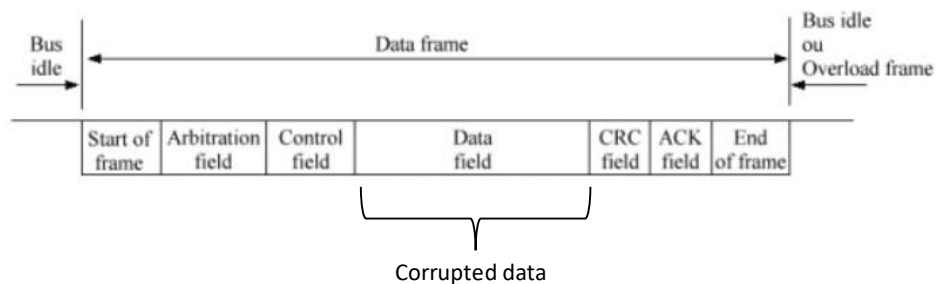 Bus
idle
Data frame
Bus idle
ou
Overload frame
Start of
frame
Arbitration
field
Control
field
Data
field
CRC
field
ACK
field
End
of frame
Corrupted data